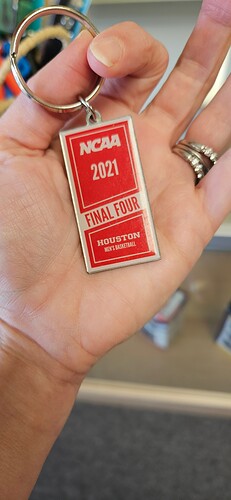 NCAA
2021
FINAL FOUR
HOUSTON
MEN'S BASKETBALL